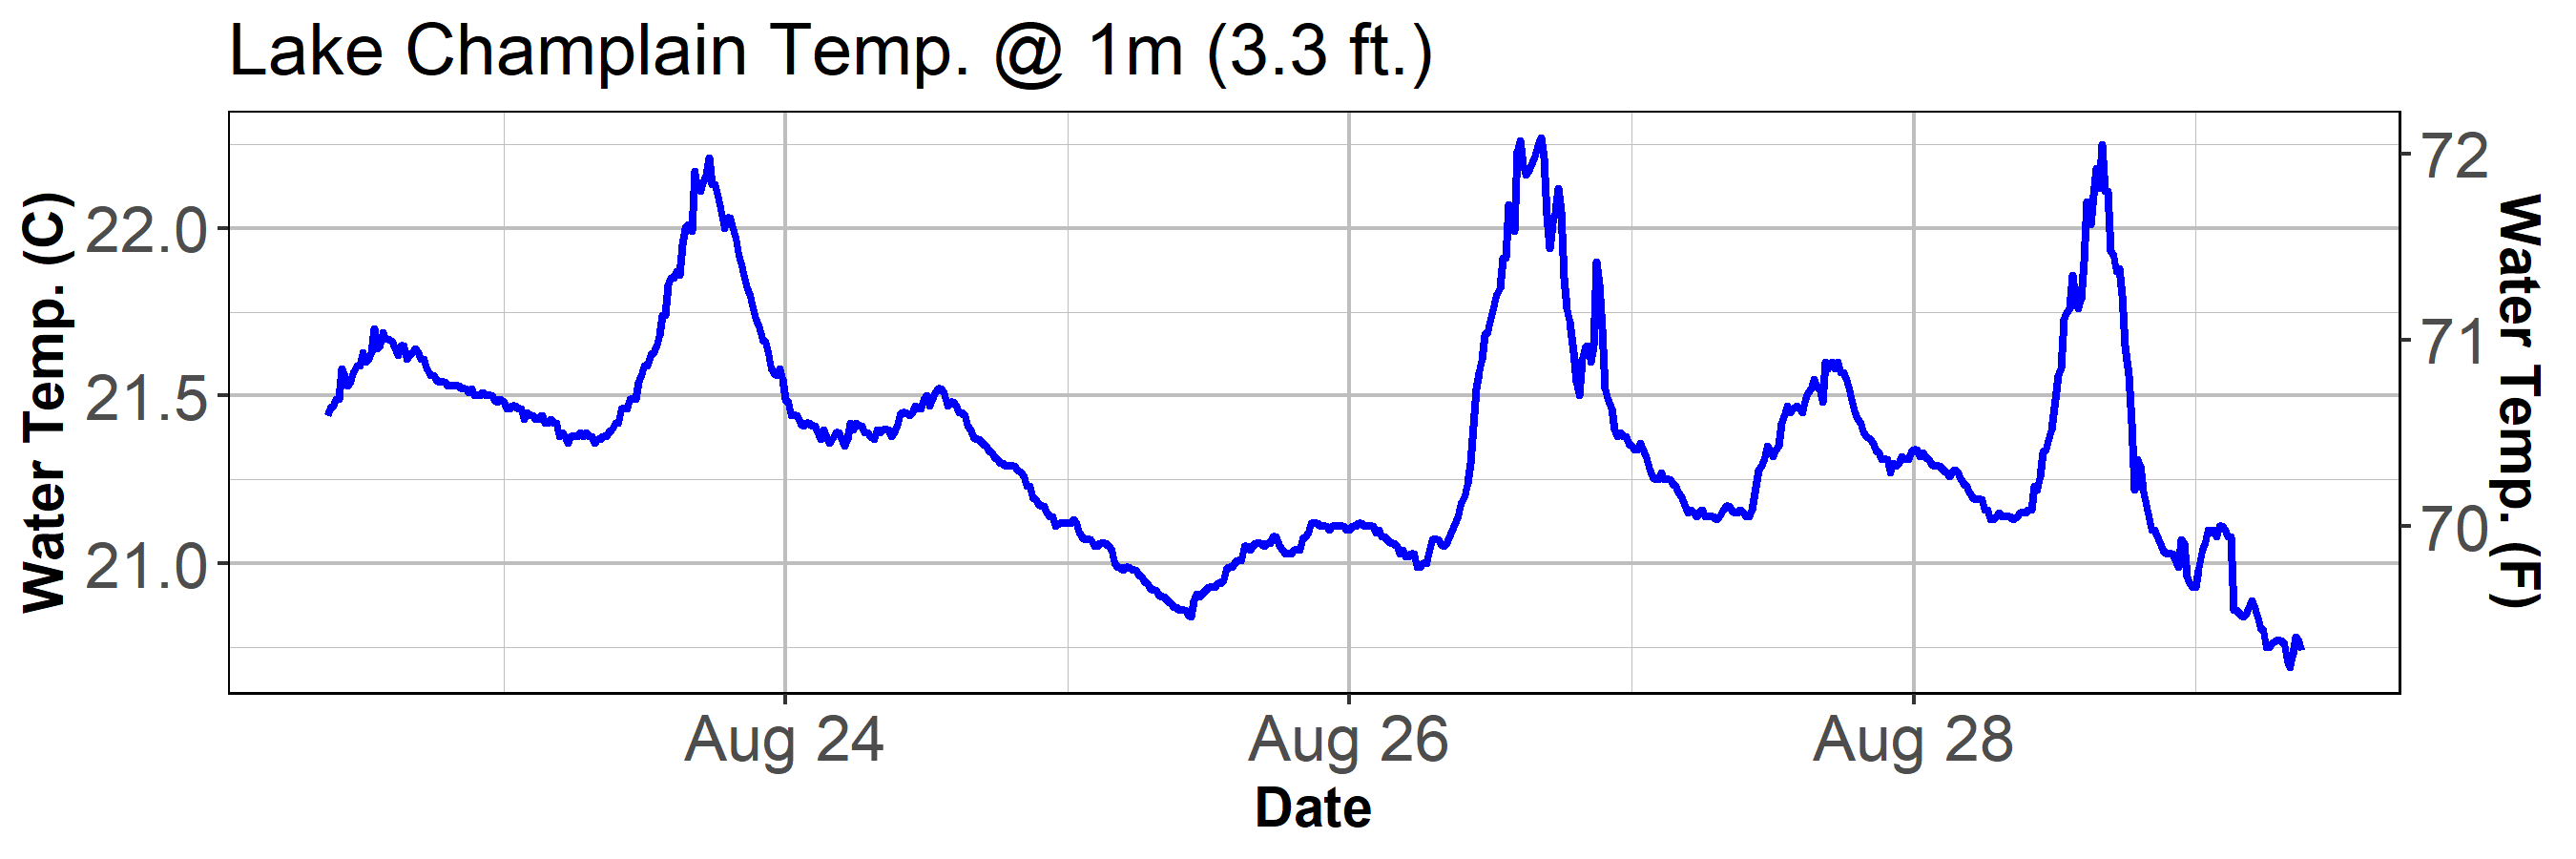 Lake Champlain Temp. @ 1m (3.3 ft.)
Water Temp. (C)
22.0
21.5
21.0
72
71
70
Water Temp. (F)
Aug 24
Aug 26
Aug 28
Date